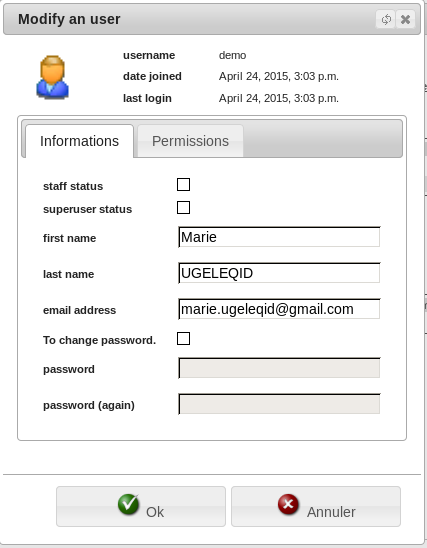 Modify an user
username demo
date joined April 24, 2015, 3:03 p.m.
last login April 24, 2015, 3:03 p.m.
Informations Permissions
staff status
superuser status
first name Marie
last name UGELEQID
email address marie.ugeleqid@gmail.com
To change password.
password
password (again)
Ok Annuler